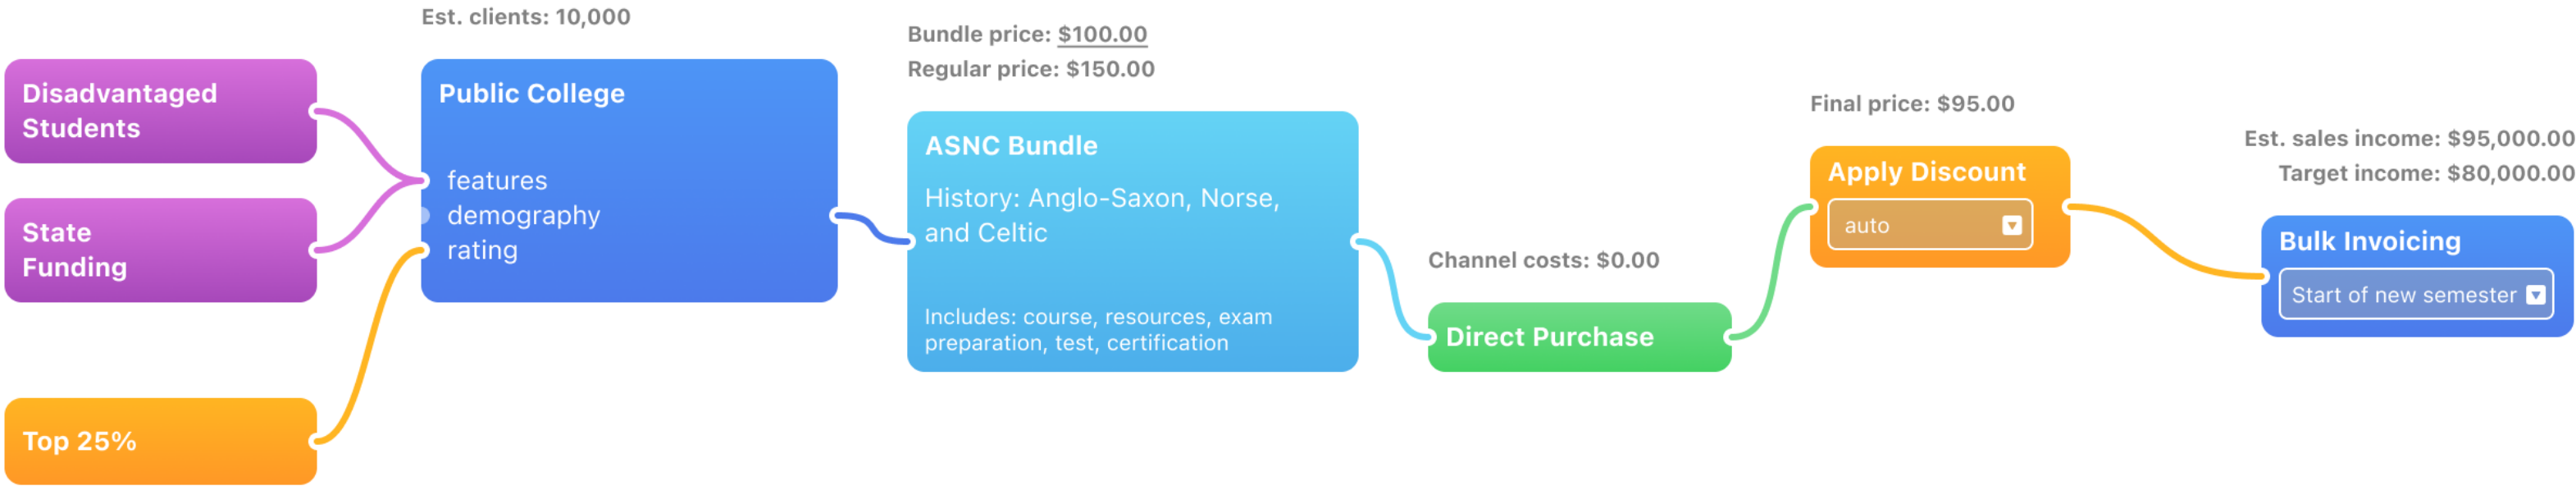 Disadvantaged
Students
State
Funding
Top 25%
Est. clients: 10,000
Public College
features
demography
rating
Bundle price: $100.00
Regular price: $150.00
ASNC Bundle
History: Anglo-Saxon, Norse,
and Celtic
Includes: course, resources, exam
preparation, test, certification
Channel costs: $0.00
Direct Purchase
Final price: $95.00
Apply Discount
auto
Est. sales income: $95,000.00
Target income: $80,000.00
Bulk Invoicing
Start of new semester